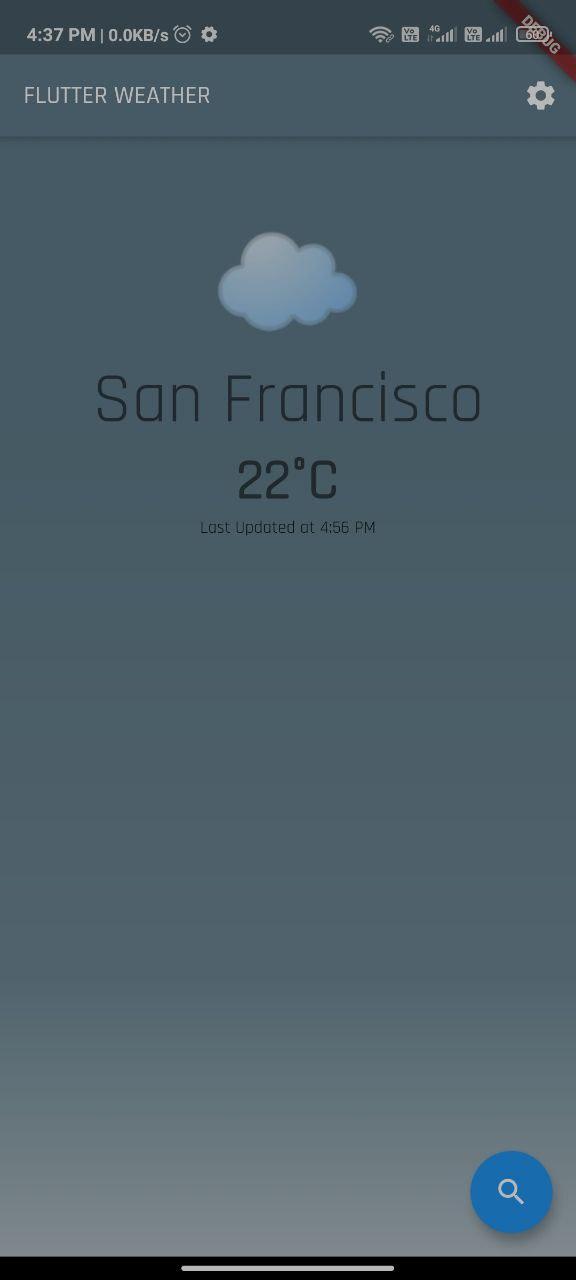 4:37 PM | 0.0KB/s Vo LTE 4G Vo LTE 60
DEBUG
FLUTTER WEATHER
San Francisco
22°C
Last Updated at 4:56 PM